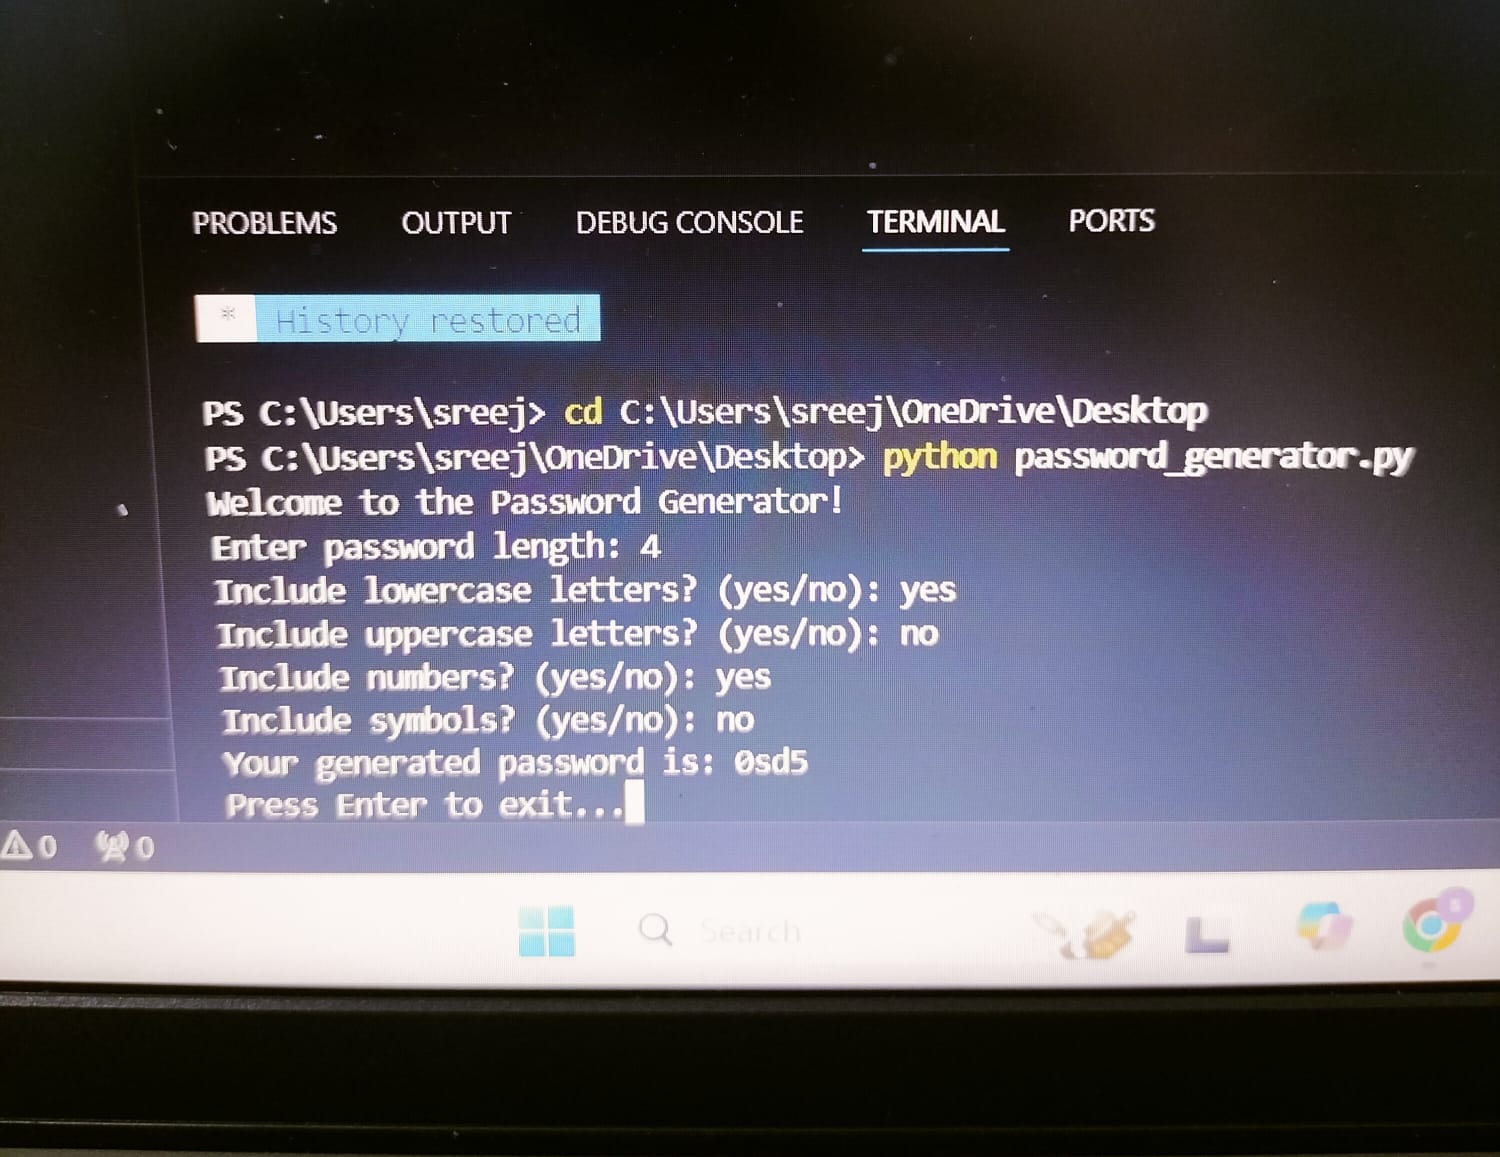 PROBLEMS OUTPUT DEBUG CONSOLE TERMINAL PORTS
* History restored
PS C:\Users\sreej> cd C:\Users\sreej\OneDrive\Desktop
PS C:\Users\sreej\OneDrive\Desktop> python password_generator.py
Welcome to the Password Generator!
Enter password length: 4
Include lowercase letters? (yes/no): yes
Include uppercase letters? (yes/no): no
Include numbers? (yes/no): yes
Include symbols? (yes/no): no
Your generated password is: 0sd5
Press Enter to exit...
0 0
Search